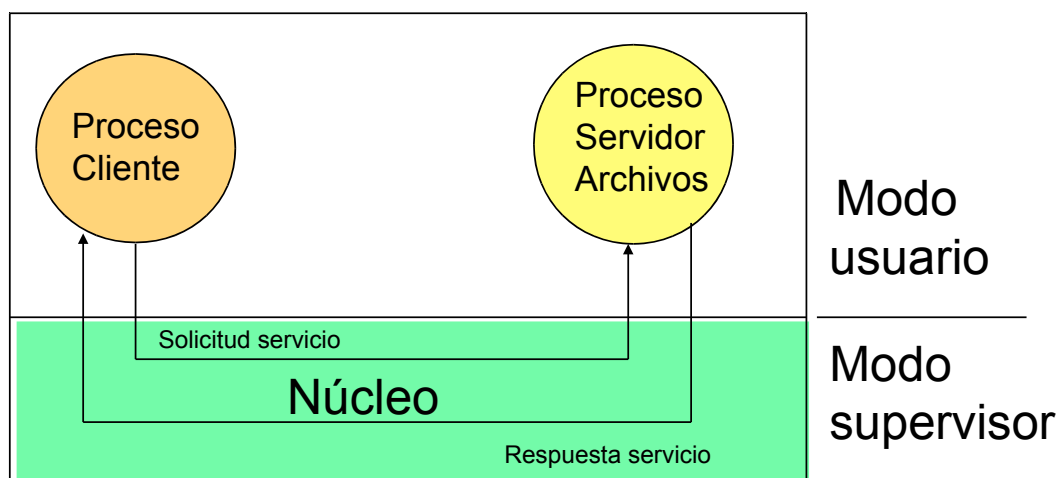 Proceso
Cliente
Proceso
Servidor
Archivos
Modo
usuario
Solicitud servicio
Núcleo
Respuesta servicio
Modo
supervisor